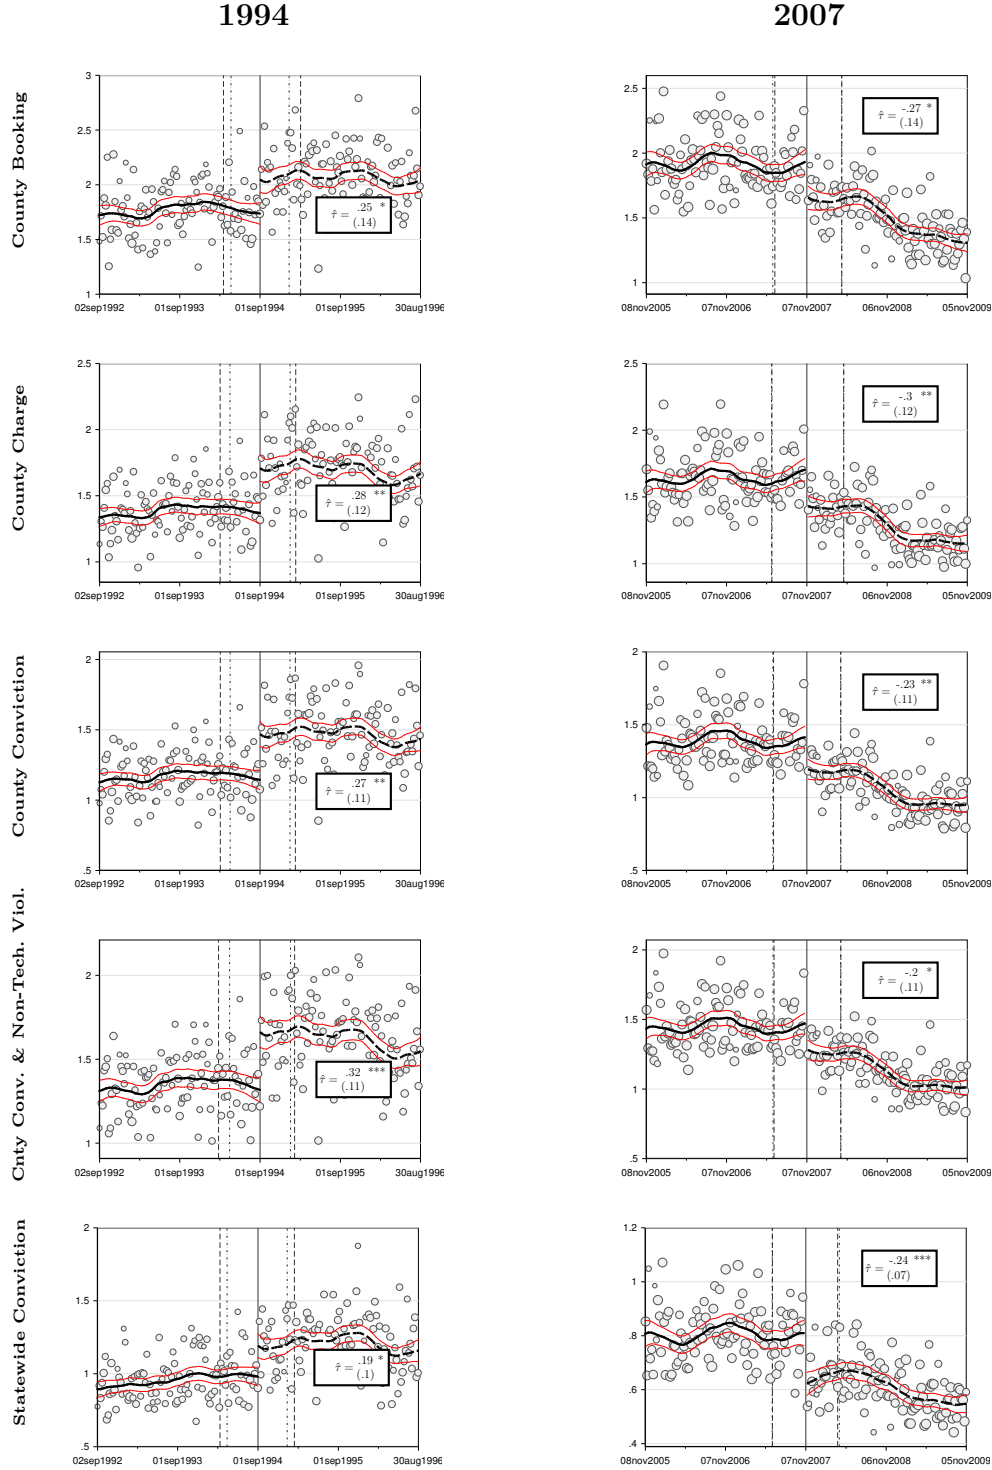 1994
2007
County Booking
3
2.5
2
1.5
1
02sep1992 01sep1993 01sep1994 01sep1995 30aug1996
τ̂ = .25 *
(.14)
2.5
2
1.5
1
08nov2005 07nov2006 07nov2007 06nov2008 05nov2009
τ̂ = -.27 *
(.14)
County Charge
2.5
2
1.5
1
02sep1992 01sep1993 01sep1994 01sep1995 30aug1996
τ̂ = .28 **
(.12)
2.5
2
1.5
1
08nov2005 07nov2006 07nov2007 06nov2008 05nov2009
τ̂ = -.3 **
(.12)
County Conviction
2
1.5
1
.5
02sep1992 01sep1993 01sep1994 01sep1995 30aug1996
τ̂ = .27 **
(.11)
2
1.5
1
.5
08nov2005 07nov2006 07nov2007 06nov2008 05nov2009
τ̂ = -.23 **
(.11)
Cnty Conv. & Non-Tech. Viol.
2
1.5
1
02sep1992 01sep1993 01sep1994 01sep1995 30aug1996
τ̂ = .32 ***
(.11)
2
1.5
1
.5
08nov2005 07nov2006 07nov2007 06nov2008 05nov2009
τ̂ = -.2 *
(.11)
Statewide Conviction
2
1.5
1
.5
02sep1992 01sep1993 01sep1994 01sep1995 30aug1996
τ̂ = .19 *
(.1)
1.2
1
.8
.6
.4
08nov2005 07nov2006 07nov2007 06nov2008 05nov2009
τ̂ = -.24 ***
(.07)